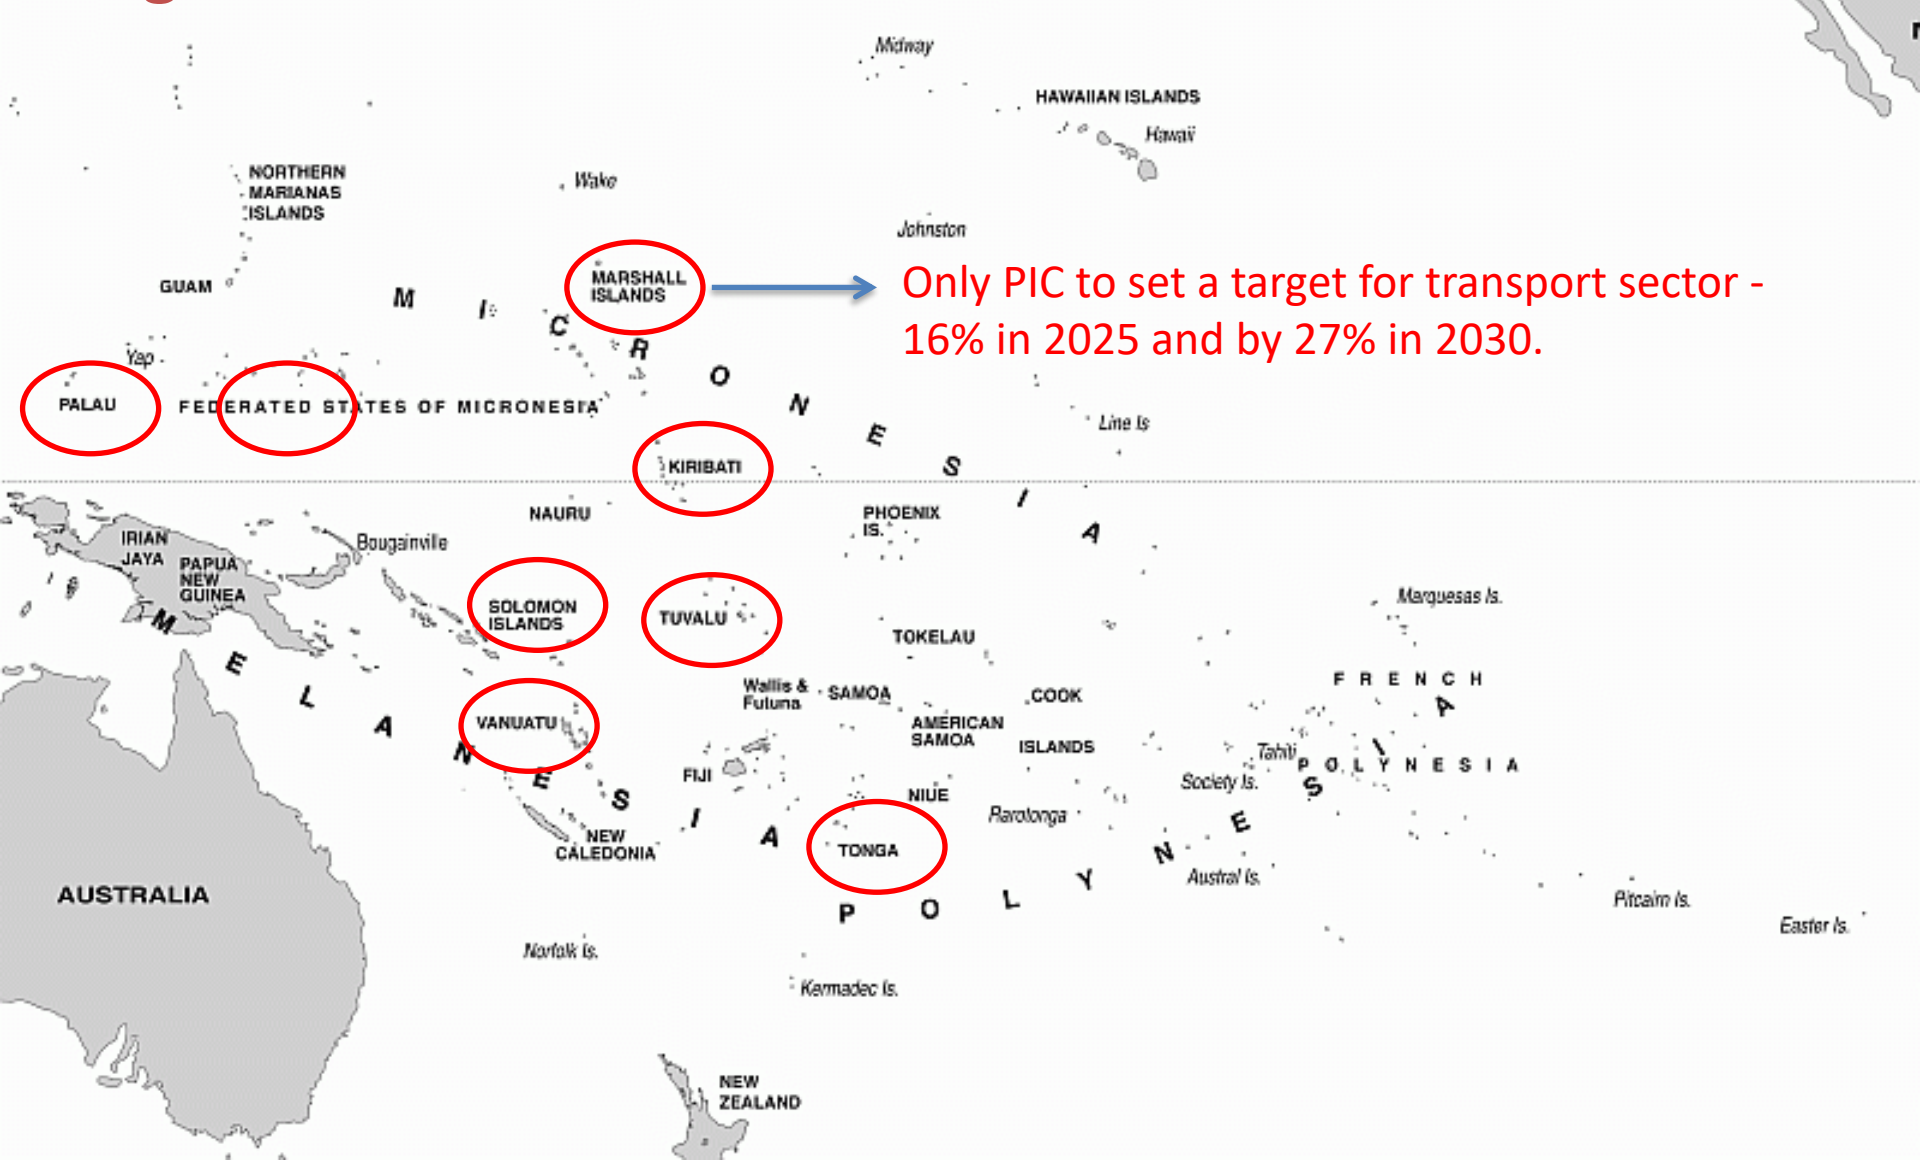 Midway
HAWAIIAN ISLANDS
Hawaii
NORTHERN
MARIANAS
ISLANDS
Wake
Johnston
GUAM
MARSHALL
ISLANDS
Only PIC to set a target for transport sector -
16% in 2025 and by 27% in 2030.
M I C R O N E S I A
Yap
PALAU
FEDERATED STATES OF MICRONESIA
Line Is
KIRIBATI
NAURU
PHOENIX
IS.
IRIAN
JAYA
PAPUA
NEW
GUINEA
Bougainville
SOLOMON
ISLANDS
TUVALU
TOKELAU
Marquesas Is.
M E L A N E S I A
Wallis &
Futuna
SAMOA
COOK
ISLANDS
AMERICAN
SAMOA
FRENCH
POLYNESIA
VANUATU
FIJI
Tahiti
Society Is.
NIUE
Rarotonga
NEW
CALEDONIA
TONGA
Austral Is.
P O L Y N E S I A
AUSTRALIA
Pitcairn Is.
Easter Is.
Norfolk Is.
Kermadec Is.
NEW
ZEALAND